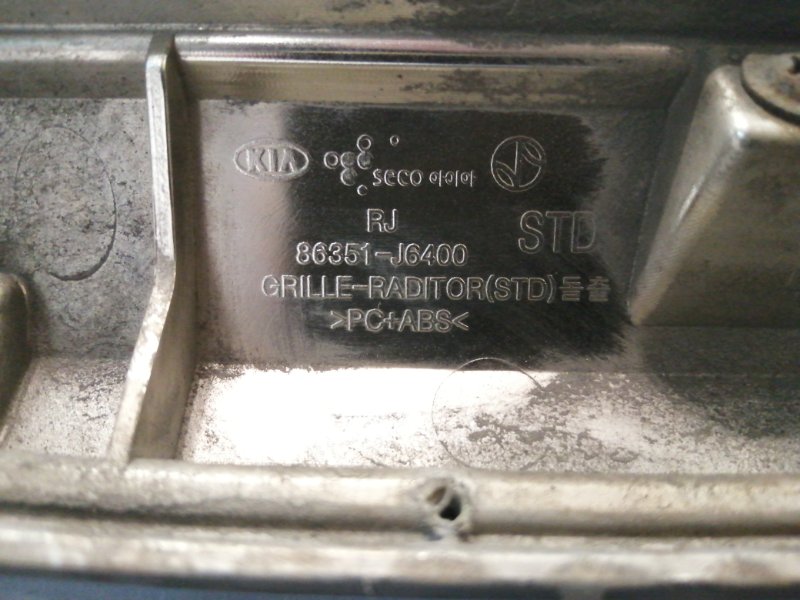 KIA seco 아이아
RJ STD
86351-J6400
GRILLE-RADITOR(STD)돌출
>PC+ABS<